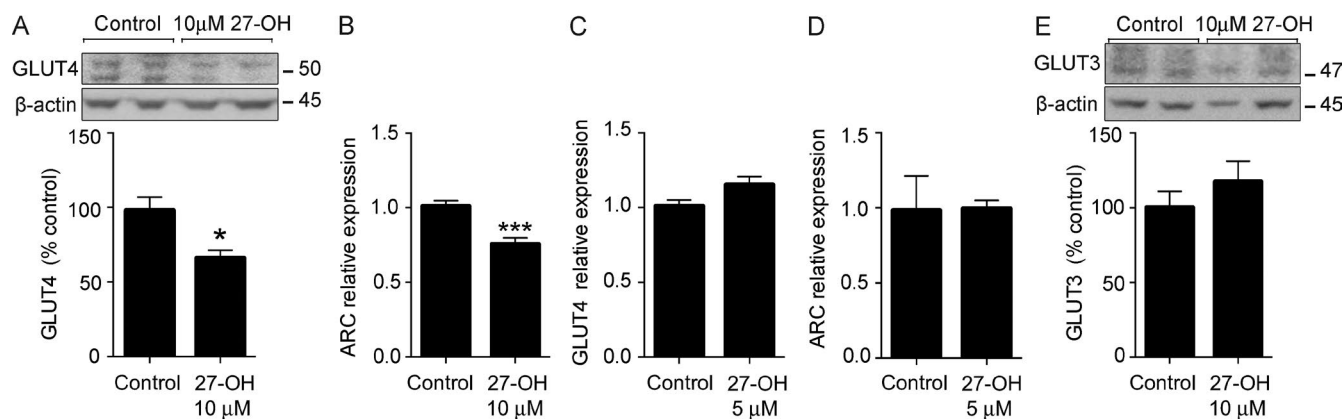 A
Control 10μM 27-OH
GLUT4
50
β-actin
45
GLUT4 (% control)
150
100
50
0
*
Control 27-OH
10 μM
B
ARC relative expression
1.5
1.0
0.5
0.0
***
Control 27-OH
10 μM
C
GLUT4 relative expression
1.5
1.0
0.5
0.0
Control 27-OH
5 μM
D
ARC relative expression
1.5
1.0
0.5
0.0
Control 27-OH
5 μM
E
Control 10μM 27-OH
GLUT3
47
β-actin
45
GLUT3 (% control)
150
100
50
0
Control 27-OH
10 μM